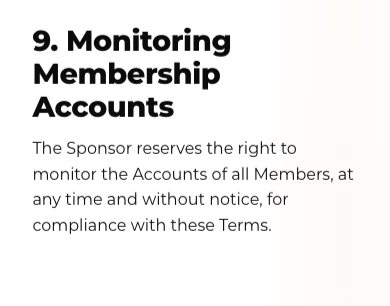 9. Monitoring
Membership
Accounts
The Sponsor reserves the right to
monitor the Accounts of all Members, at
any time and without notice, for
compliance with these Terms.